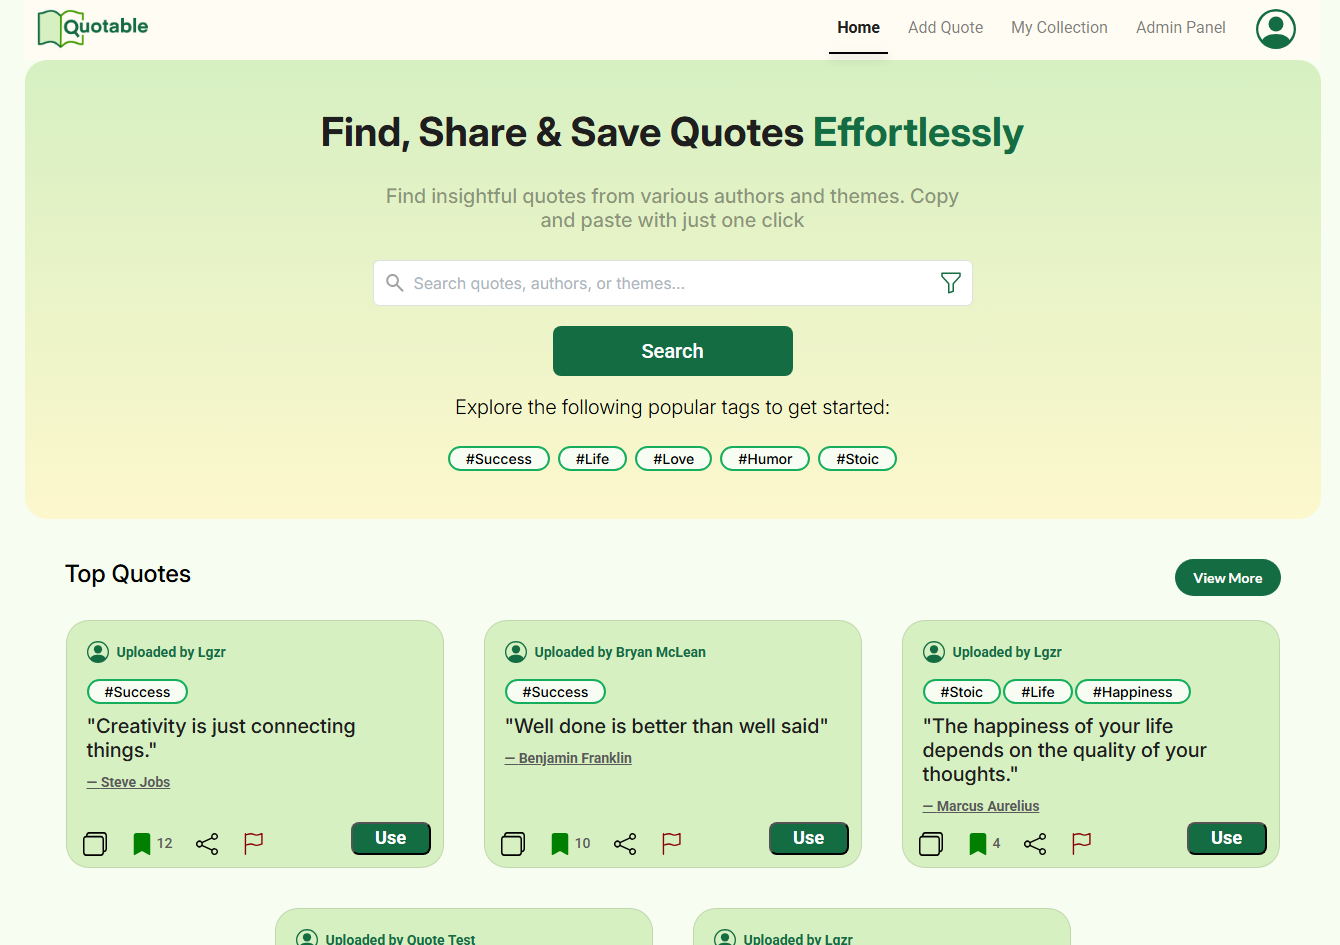 Quotable
Home
Add Quote
My Collection
Admin Panel
Find, Share & Save Quotes Effortlessly
Find insightful quotes from various authors and themes. Copy
and paste with just one click
Search quotes, authors, or themes...
Search
Explore the following popular tags to get started:
#Success
#Life
#Love
#Humor
#Stoic
Top Quotes
View More
Uploaded by Lgzr
#Success
"Creativity is just connecting
things."
— Steve Jobs
12
Use
Uploaded by Bryan McLean
#Success
"Well done is better than well said"
— Benjamin Franklin
10
Use
Uploaded by Lgzr
#Stoic
#Life
#Happiness
"The happiness of your life
depends on the quality of your
thoughts."
— Marcus Aurelius
4
Use
Uploaded by Quote Test
Uploaded by Lgzr